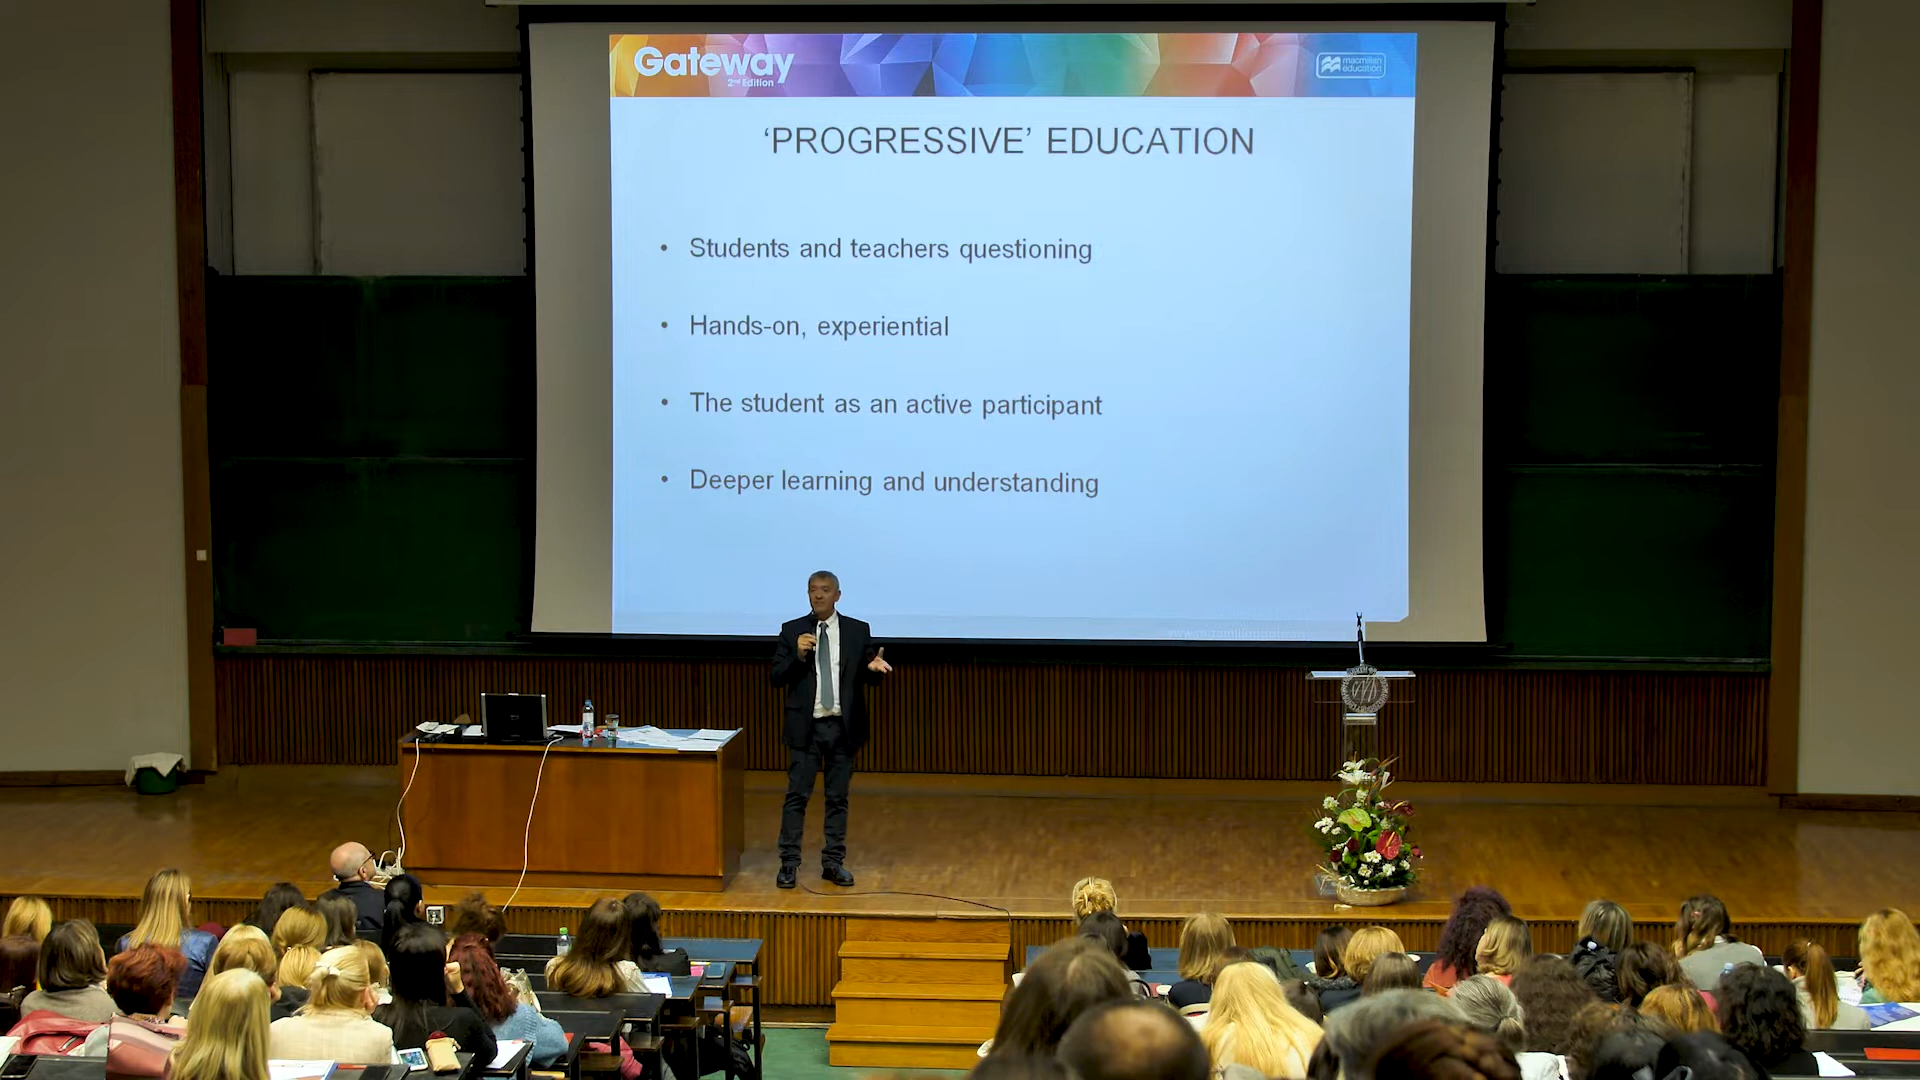 Gateway
2nd Edition
macmillan
education
‘PROGRESSIVE’ EDUCATION
• Students and teachers questioning
• Hands-on, experiential
• The student as an active participant
• Deeper learning and understanding